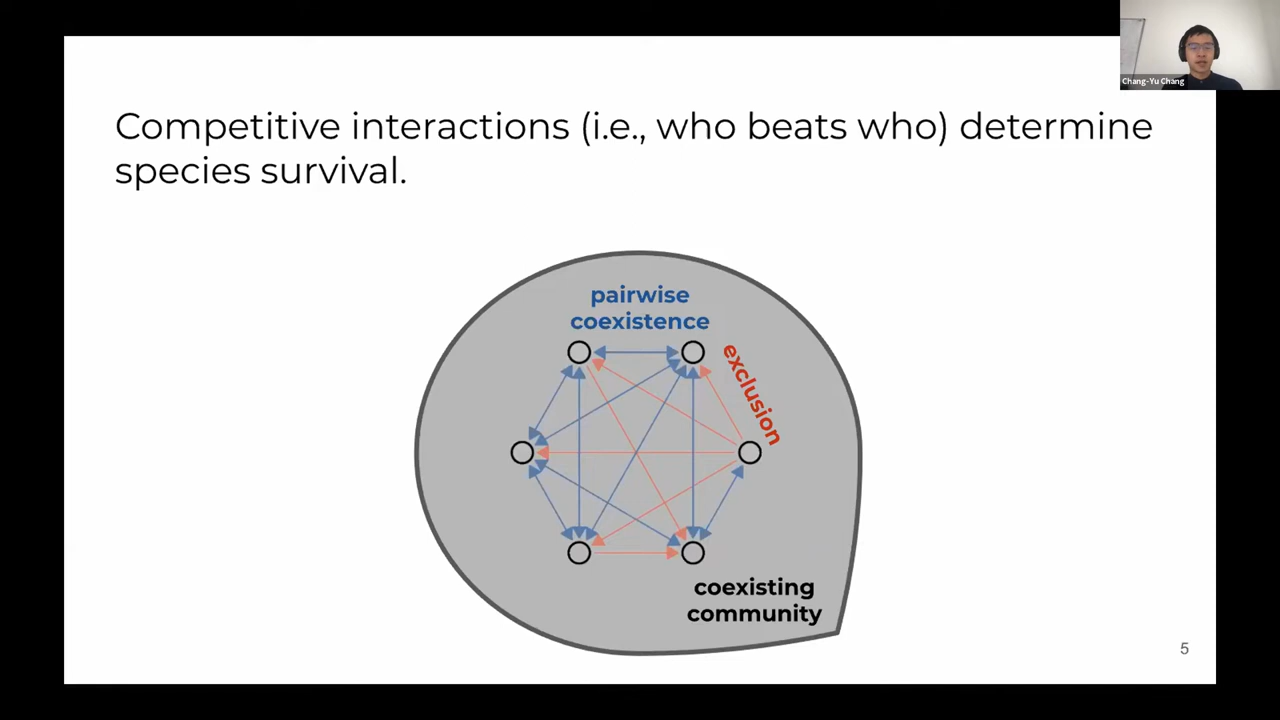 Chang-Yu Chang
Competitive interactions (i.e., who beats who) determine
species survival.
pairwise
coexistence
exclusion
coexisting
community
5